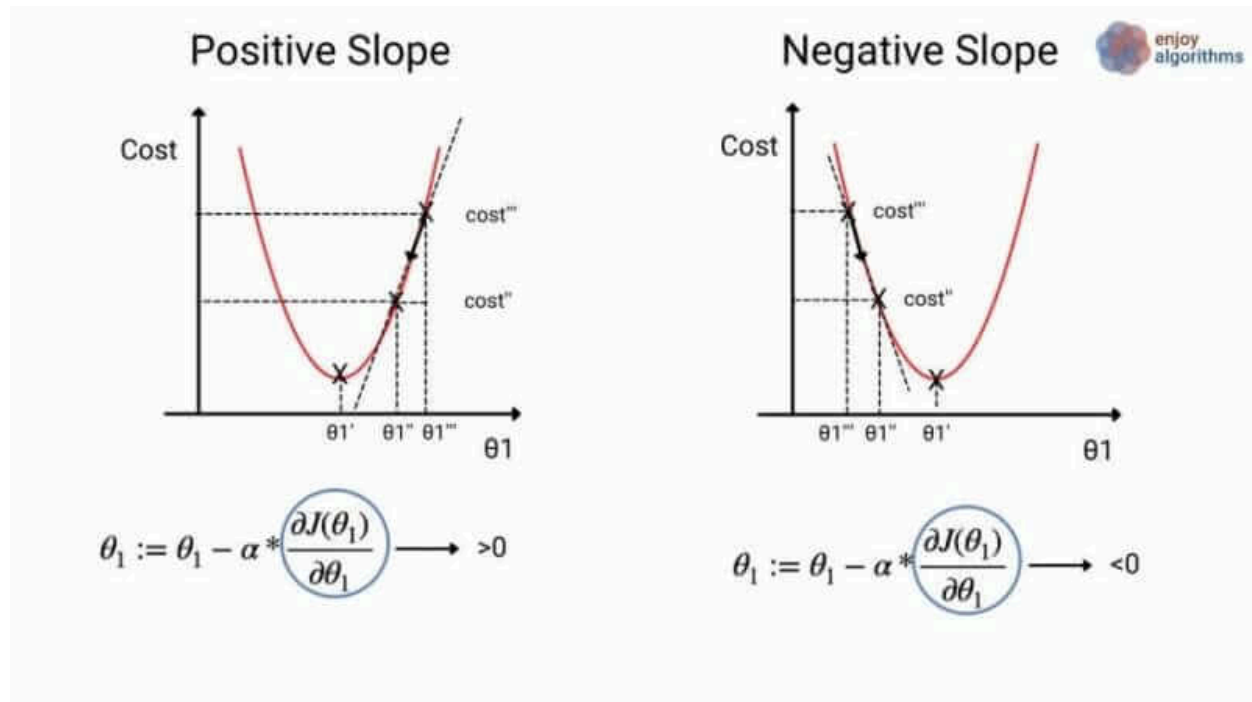 Positive Slope
Cost
cost'''
cost''
θ1' θ1'' θ1'''
θ1
θ₁ := θ₁ − α * ∂J(θ₁)/∂θ₁ → >0
Negative Slope
enjoy
algorithms
Cost
cost'''
cost''
θ1''' θ1'' θ1'
θ1
θ₁ := θ₁ − α * ∂J(θ₁)/∂θ₁ → <0